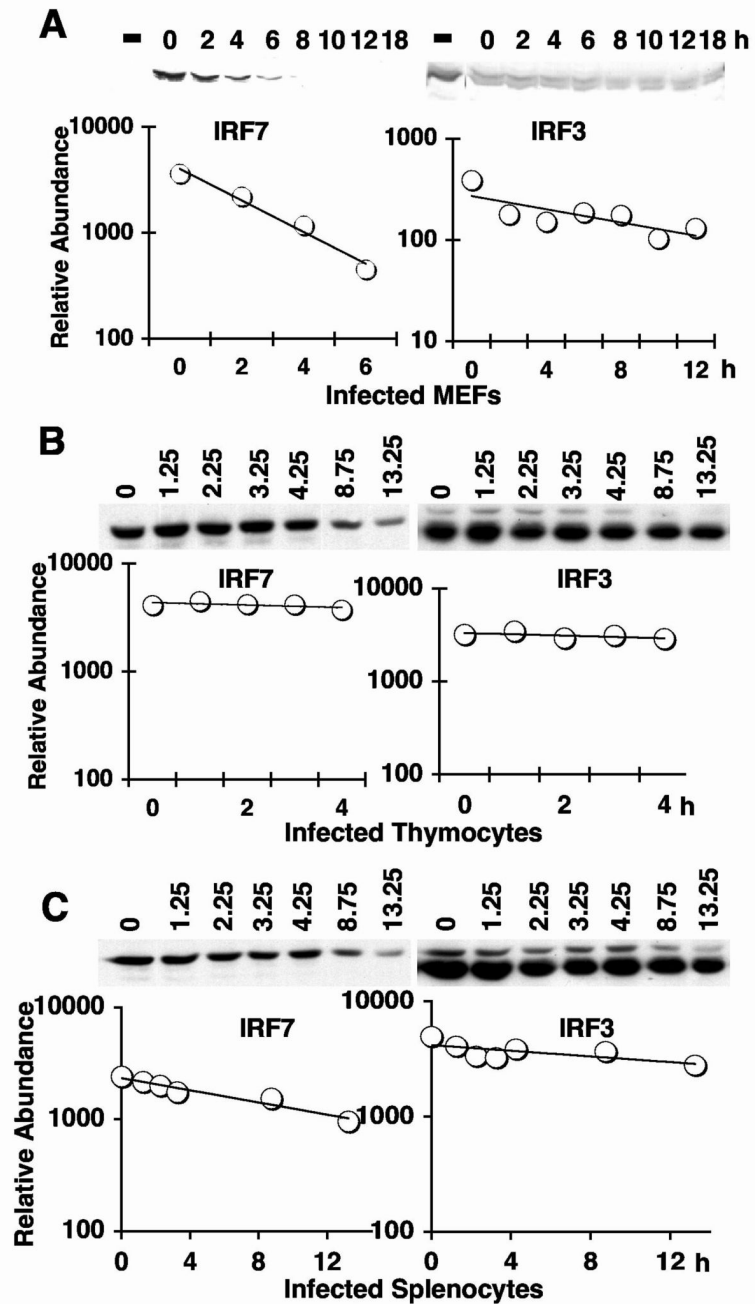 A
- 0 2 4 6 8 10 12 18 - 0 2 4 6 8 10 12 18 h
IRF7 IRF3
Relative Abundance
10000
1000
100
1000
100
10
0 2 4 6 0 4 8 12 h
Infected MEFs
B
0 1.25 2.25 3.25 4.25 8.75 13.25 0 1.25 2.25 3.25 4.25 8.75 13.25
IRF7 IRF3
Relative Abundance
10000
1000
100
10000
1000
100
0 2 4 0 2 4 h
Infected Thymocytes
C
0 1.25 2.25 3.25 4.25 8.75 13.25 0 1.25 2.25 3.25 4.25 8.75 13.25
IRF7 IRF3
Relative Abundance
10000
1000
100
10000
1000
100
0 4 8 12 0 4 8 12 h
Infected Splenocytes